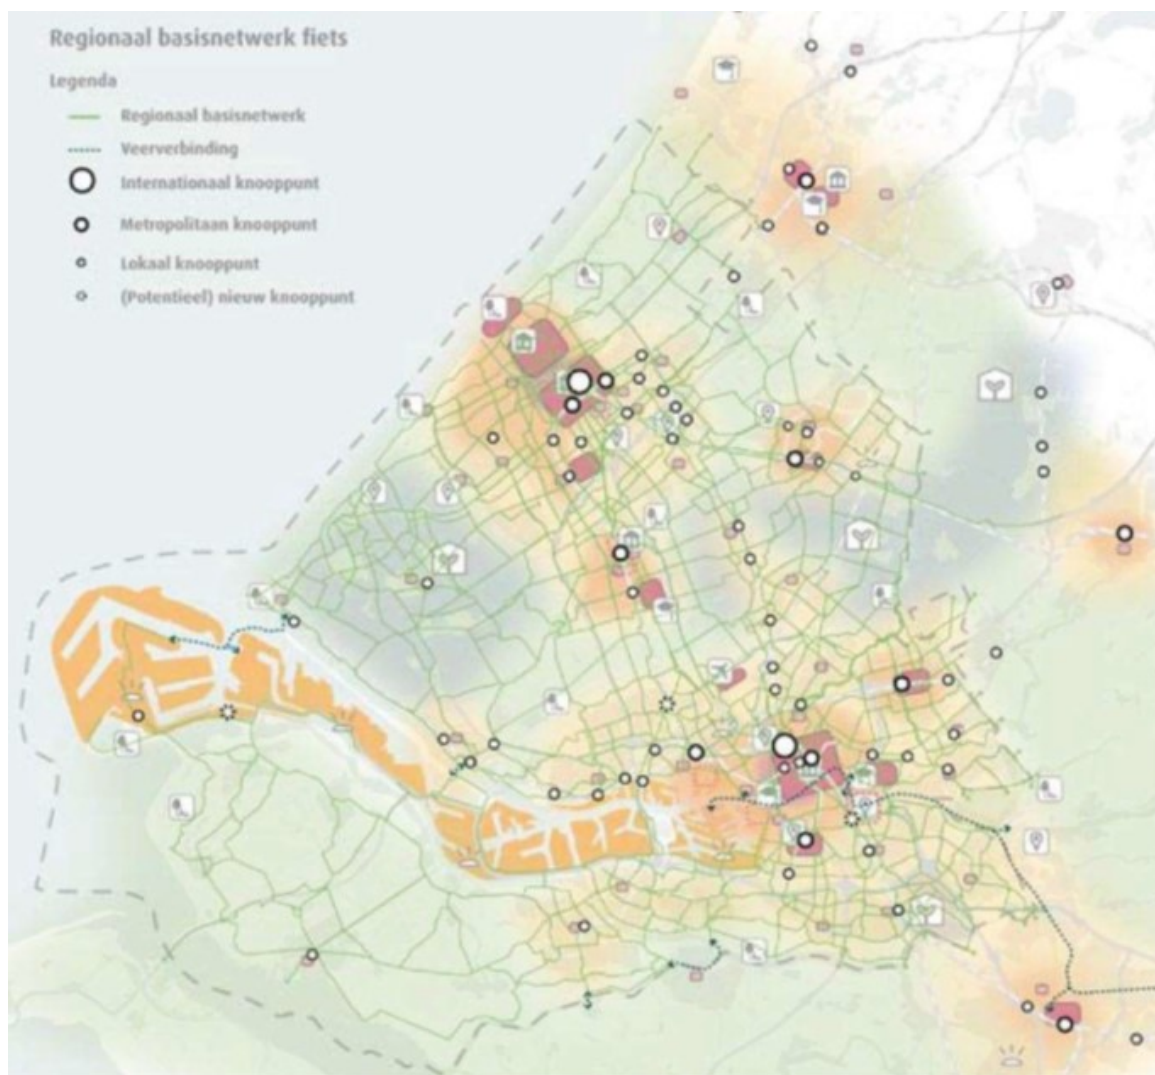 Regionaal basisnetwerk fiets
Legenda
Regionaal basisnetwerk
Veerverbinding
Internationaal knooppunt
Metropolitaan knooppunt
Lokaal knooppunt
(Potentieel) nieuw knooppunt